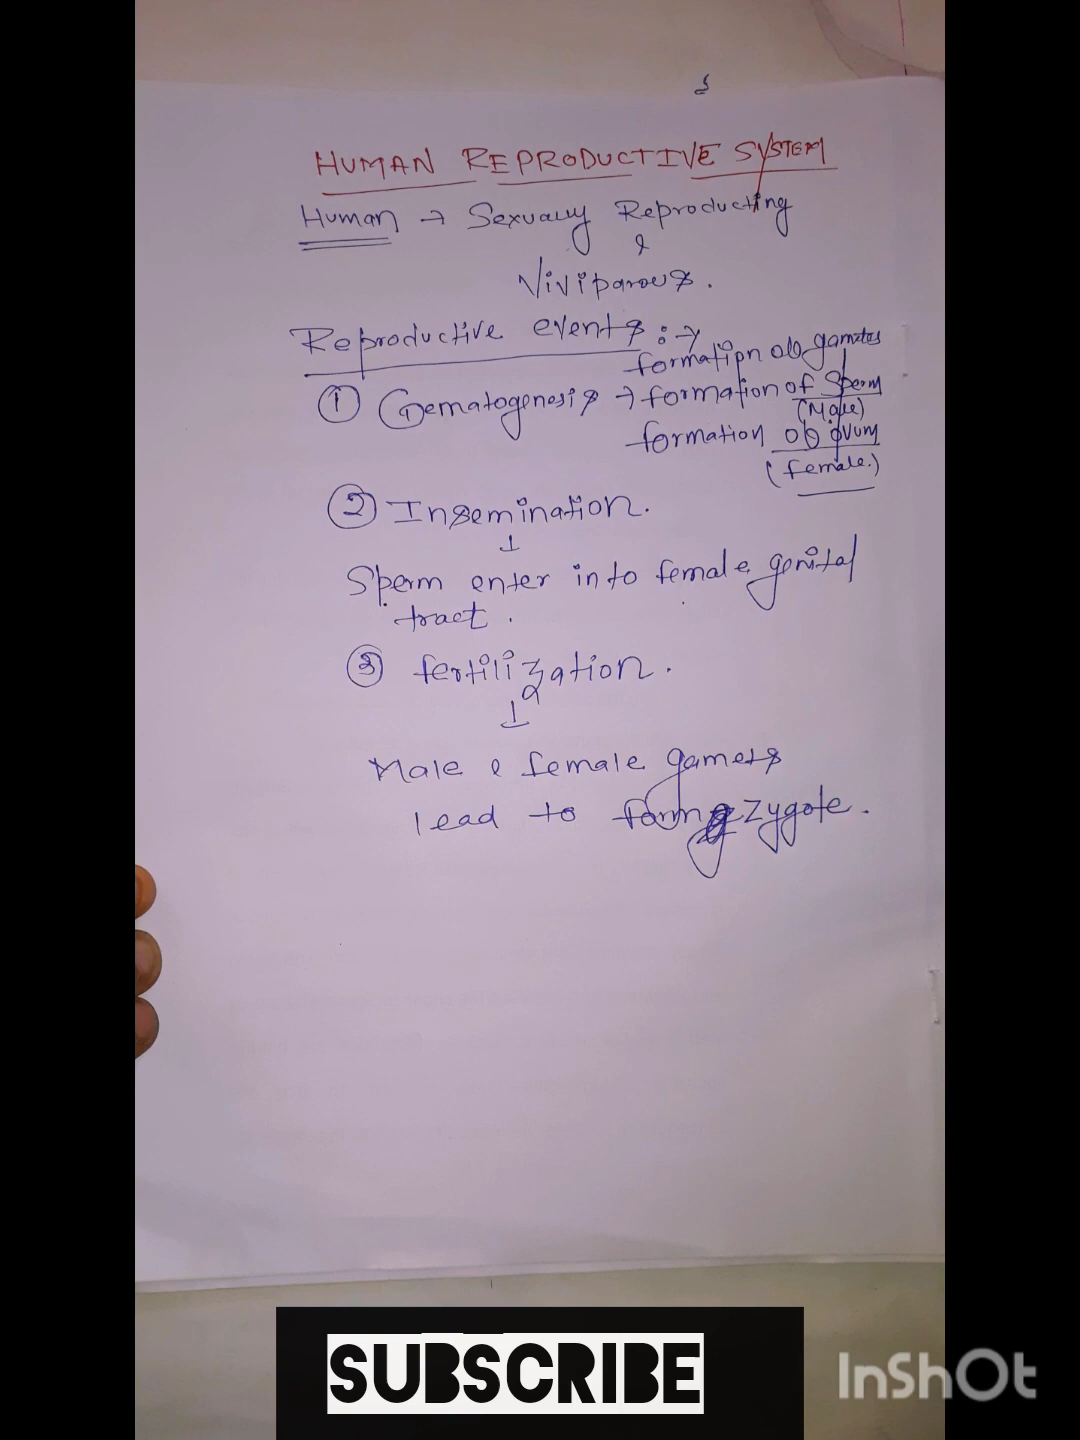 HUMAN REPRODUCTIVE SYSTEM
Human → Sexually Reproducting
&
Viviparous.
Reproductive events :→
formation of gametes
① Gematogenesis → formation of Sperm
(Male)
formation of ovum
(female.)
② Insemination.
↓
Sperm enter into female genital
tract.
③ fertilization.
↓
Male & female gamets
lead to form zygote.
SUBSCRIBE
InShOt